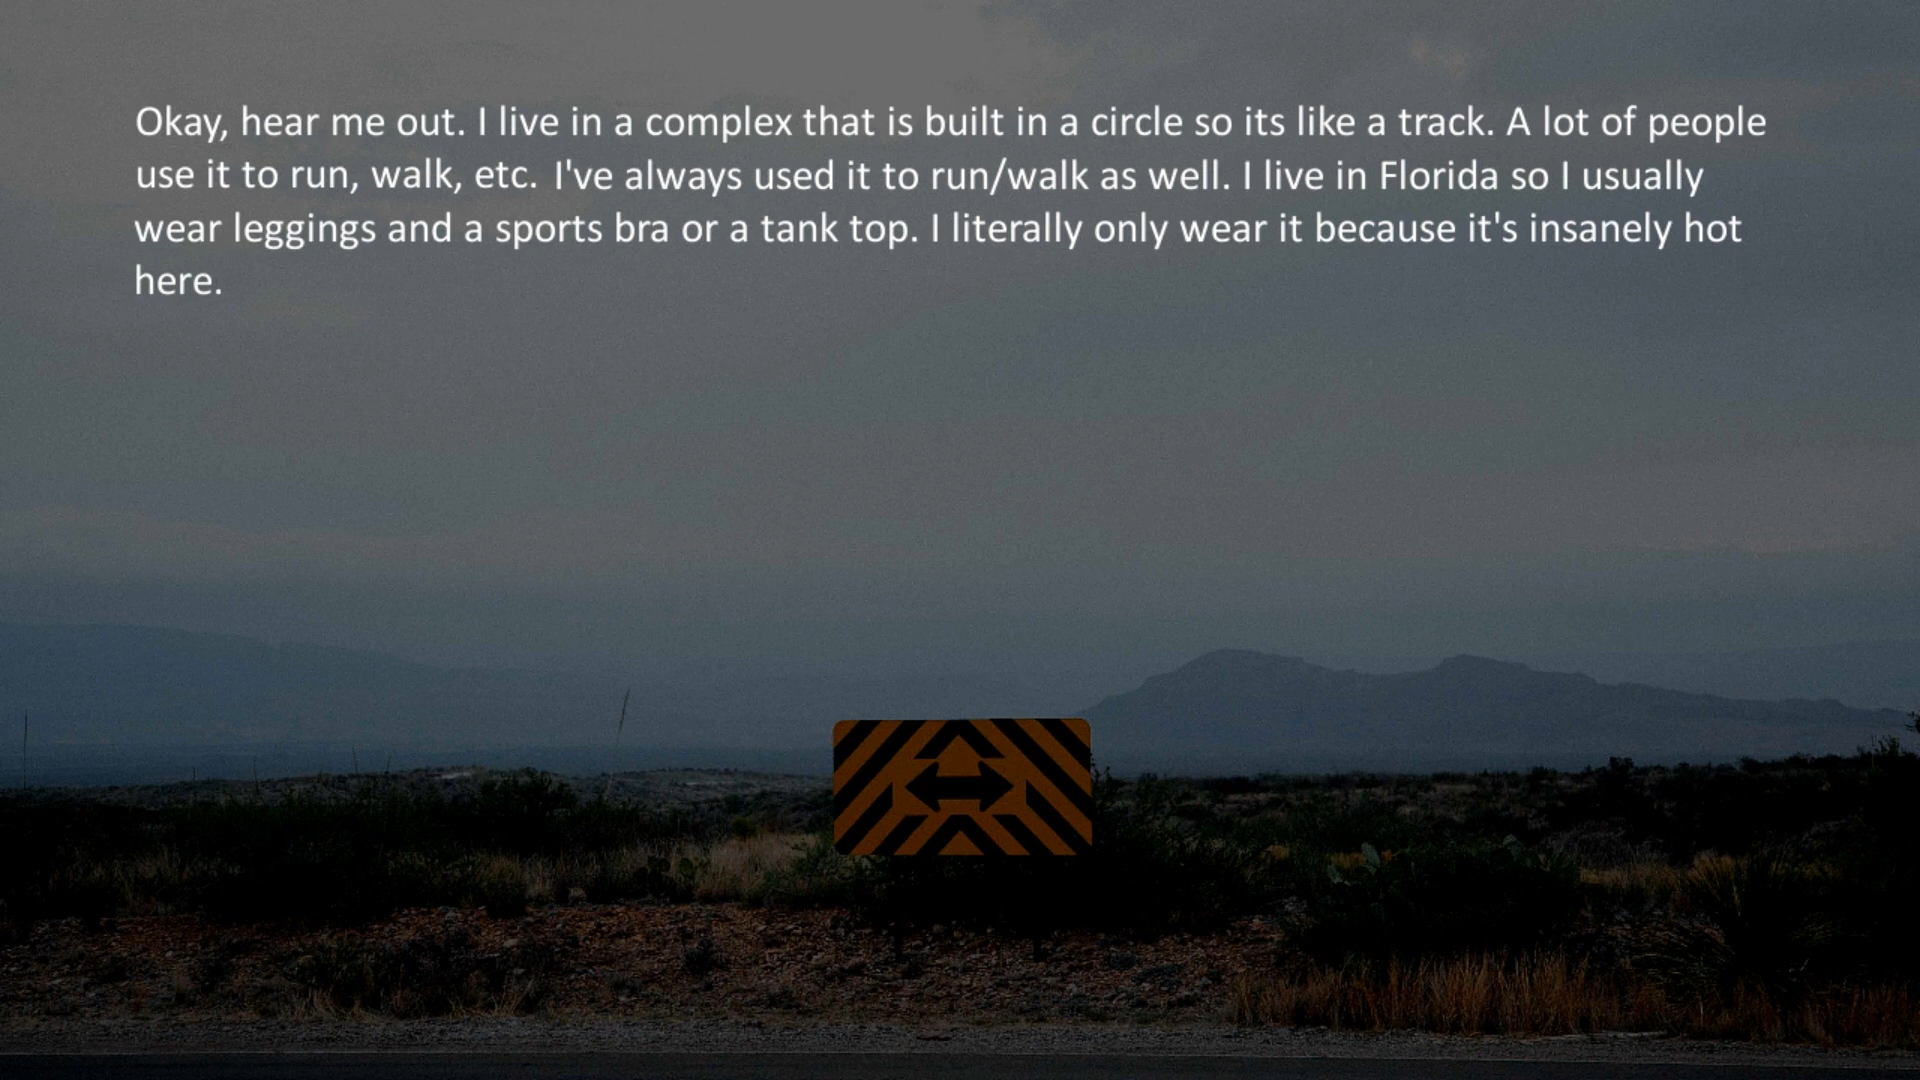 Okay, hear me out. I live in a complex that is built in a circle so its like a track. A lot of people
use it to run, walk, etc. I've always used it to run/walk as well. I live in Florida so I usually
wear leggings and a sports bra or a tank top. I literally only wear it because it's insanely hot
here.